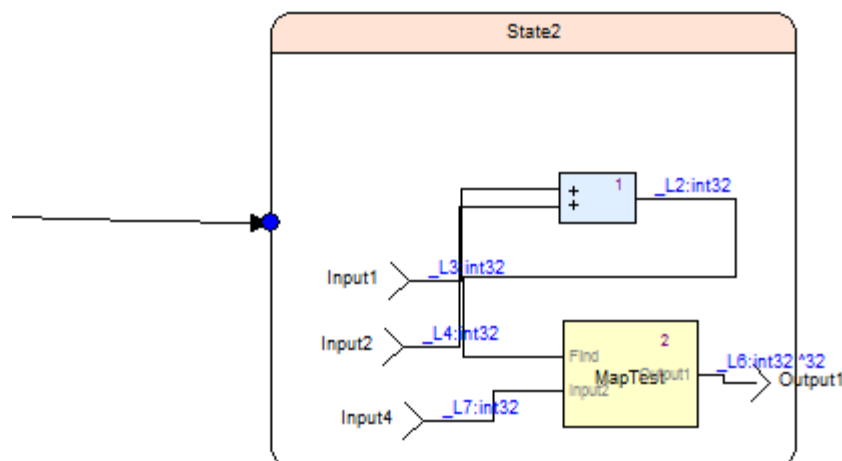 State2
1
_L2:int32
+
+
Input1
_L3:int32
Input2
_L4:int32
2
Find
MapTest
Output1
Input2
_L6:int32 ^32
Output1
Input4
_L7:int32